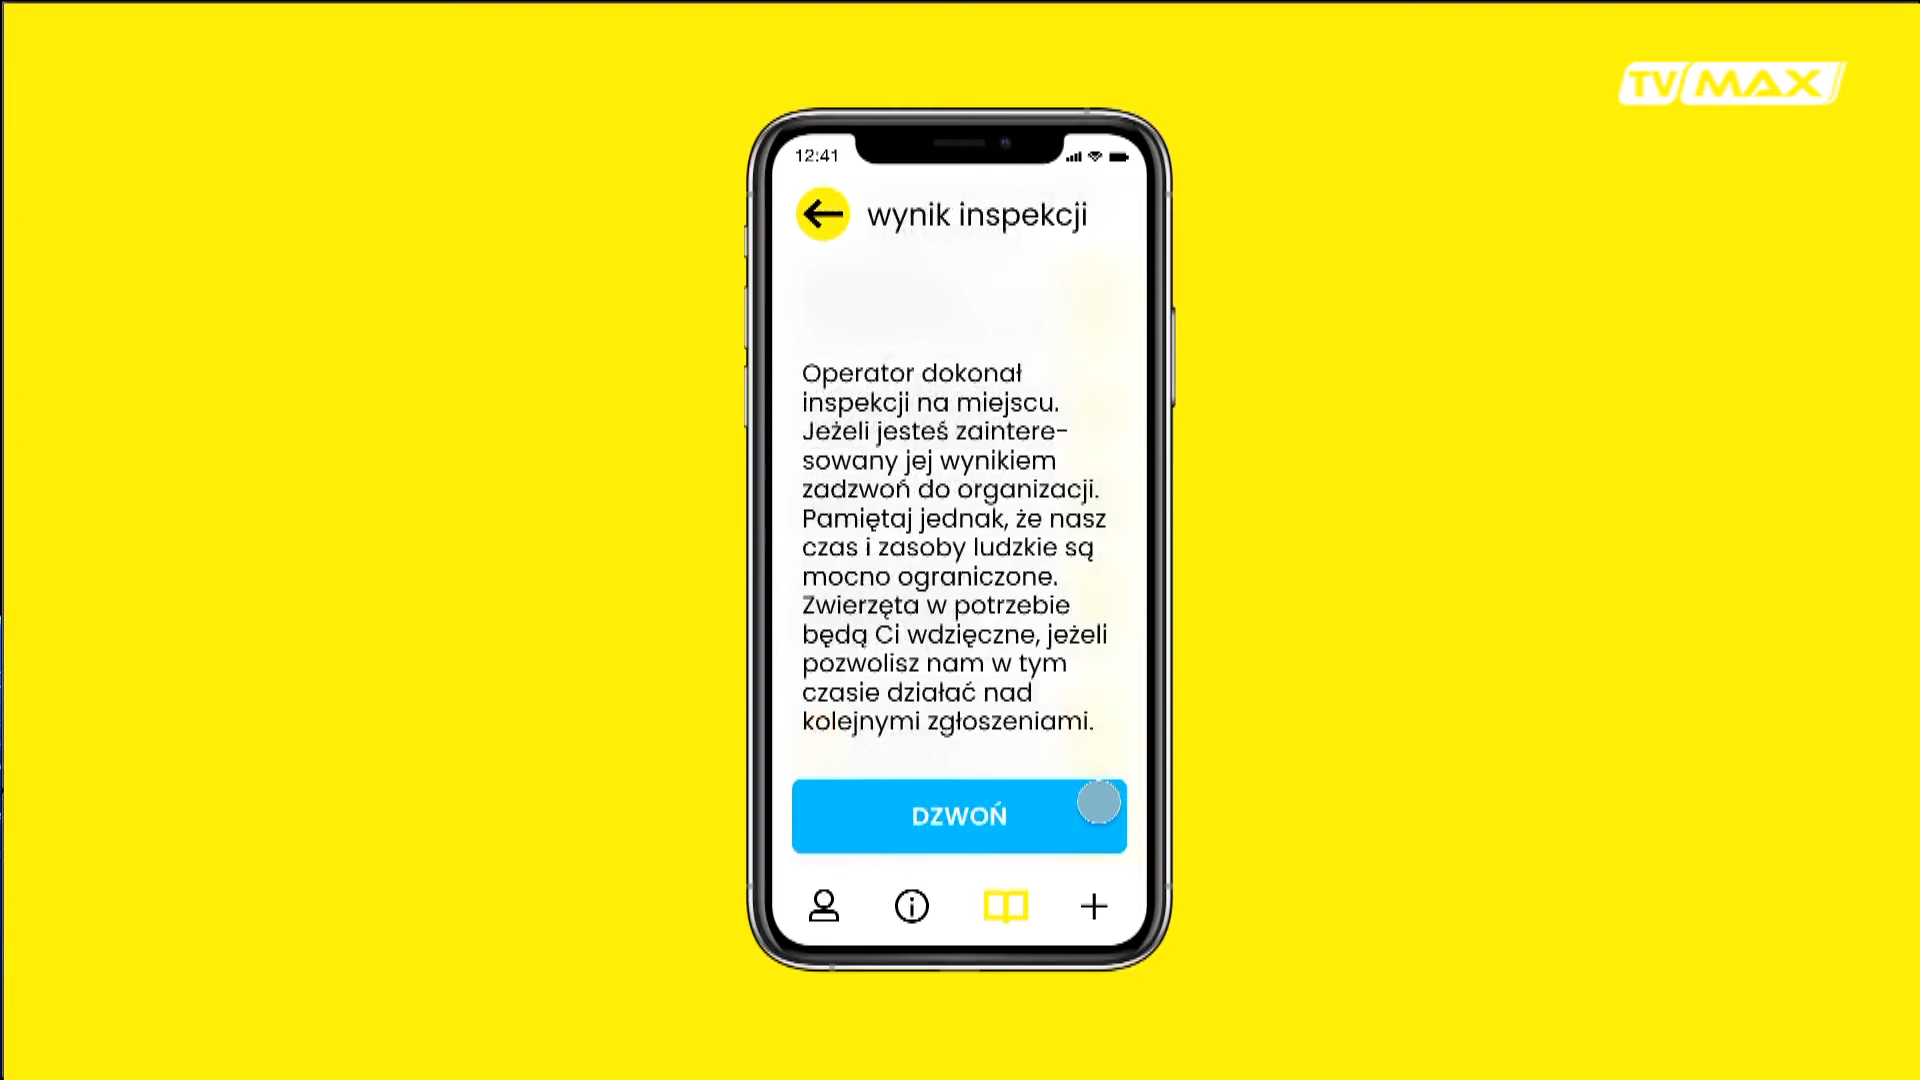 TV MAX
12:41
wynik inspekcji
Operator dokonał
inspekcji na miejscu.
Jeżeli jesteś zaintere-
sowany jej wynikiem
zadzwoń do organizacji.
Pamiętaj jednak, że nasz
czas i zasoby ludzkie są
mocno ograniczone.
Zwierzęta w potrzebie
będą Ci wdzięczne, jeżeli
pozwolisz nam w tym
czasie działać nad
kolejnymi zgłoszeniami.
DZWOŃ